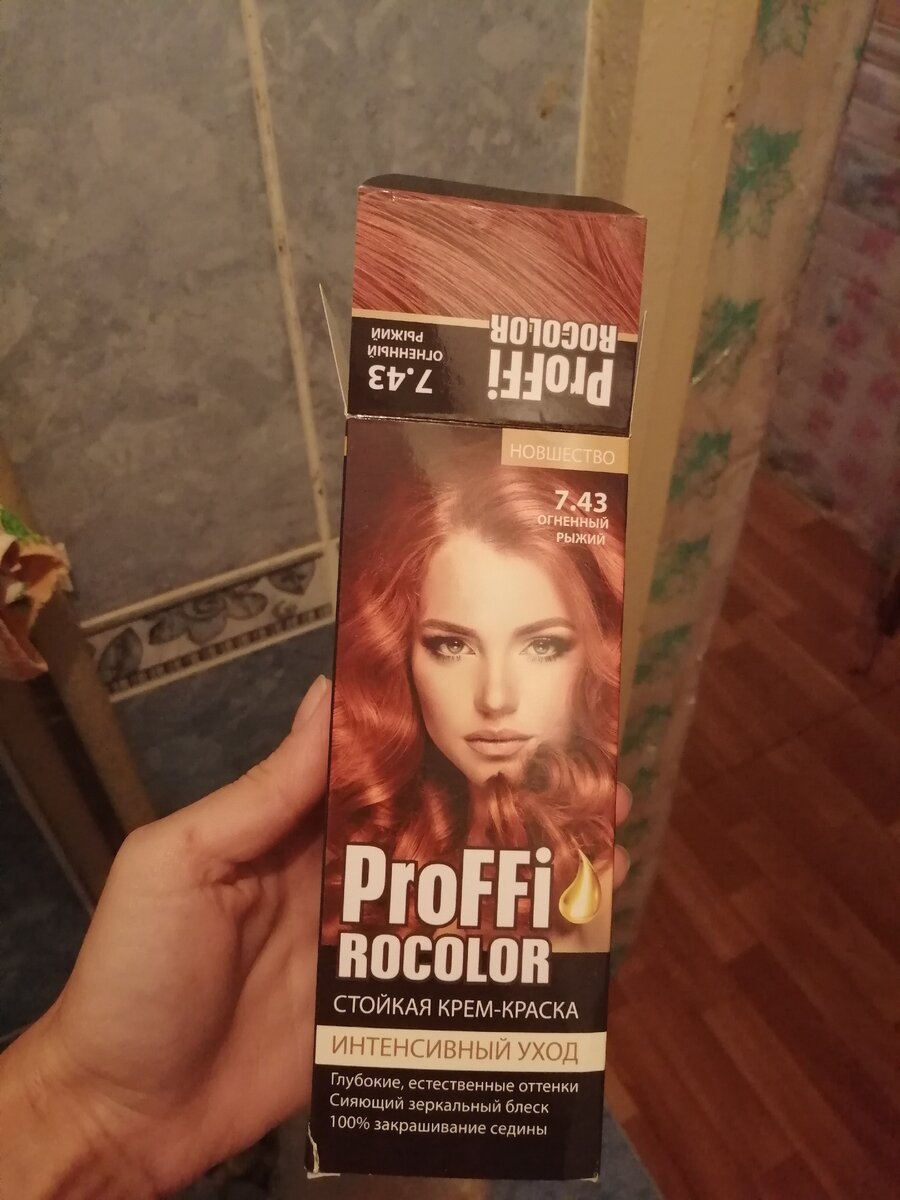 ProFFi
ROCOLOR
7.43
ОГНЕННЫЙ
РЫЖИЙ
НОВШЕСТВО
7.43
ОГНЕННЫЙ
РЫЖИЙ
ProFFi
ROCOLOR
СТОЙКАЯ КРЕМ-КРАСКА
ИНТЕНСИВНЫЙ УХОД
Глубокие, естественные оттенки
Сияющий зеркальный блеск
100% закрашивание седины